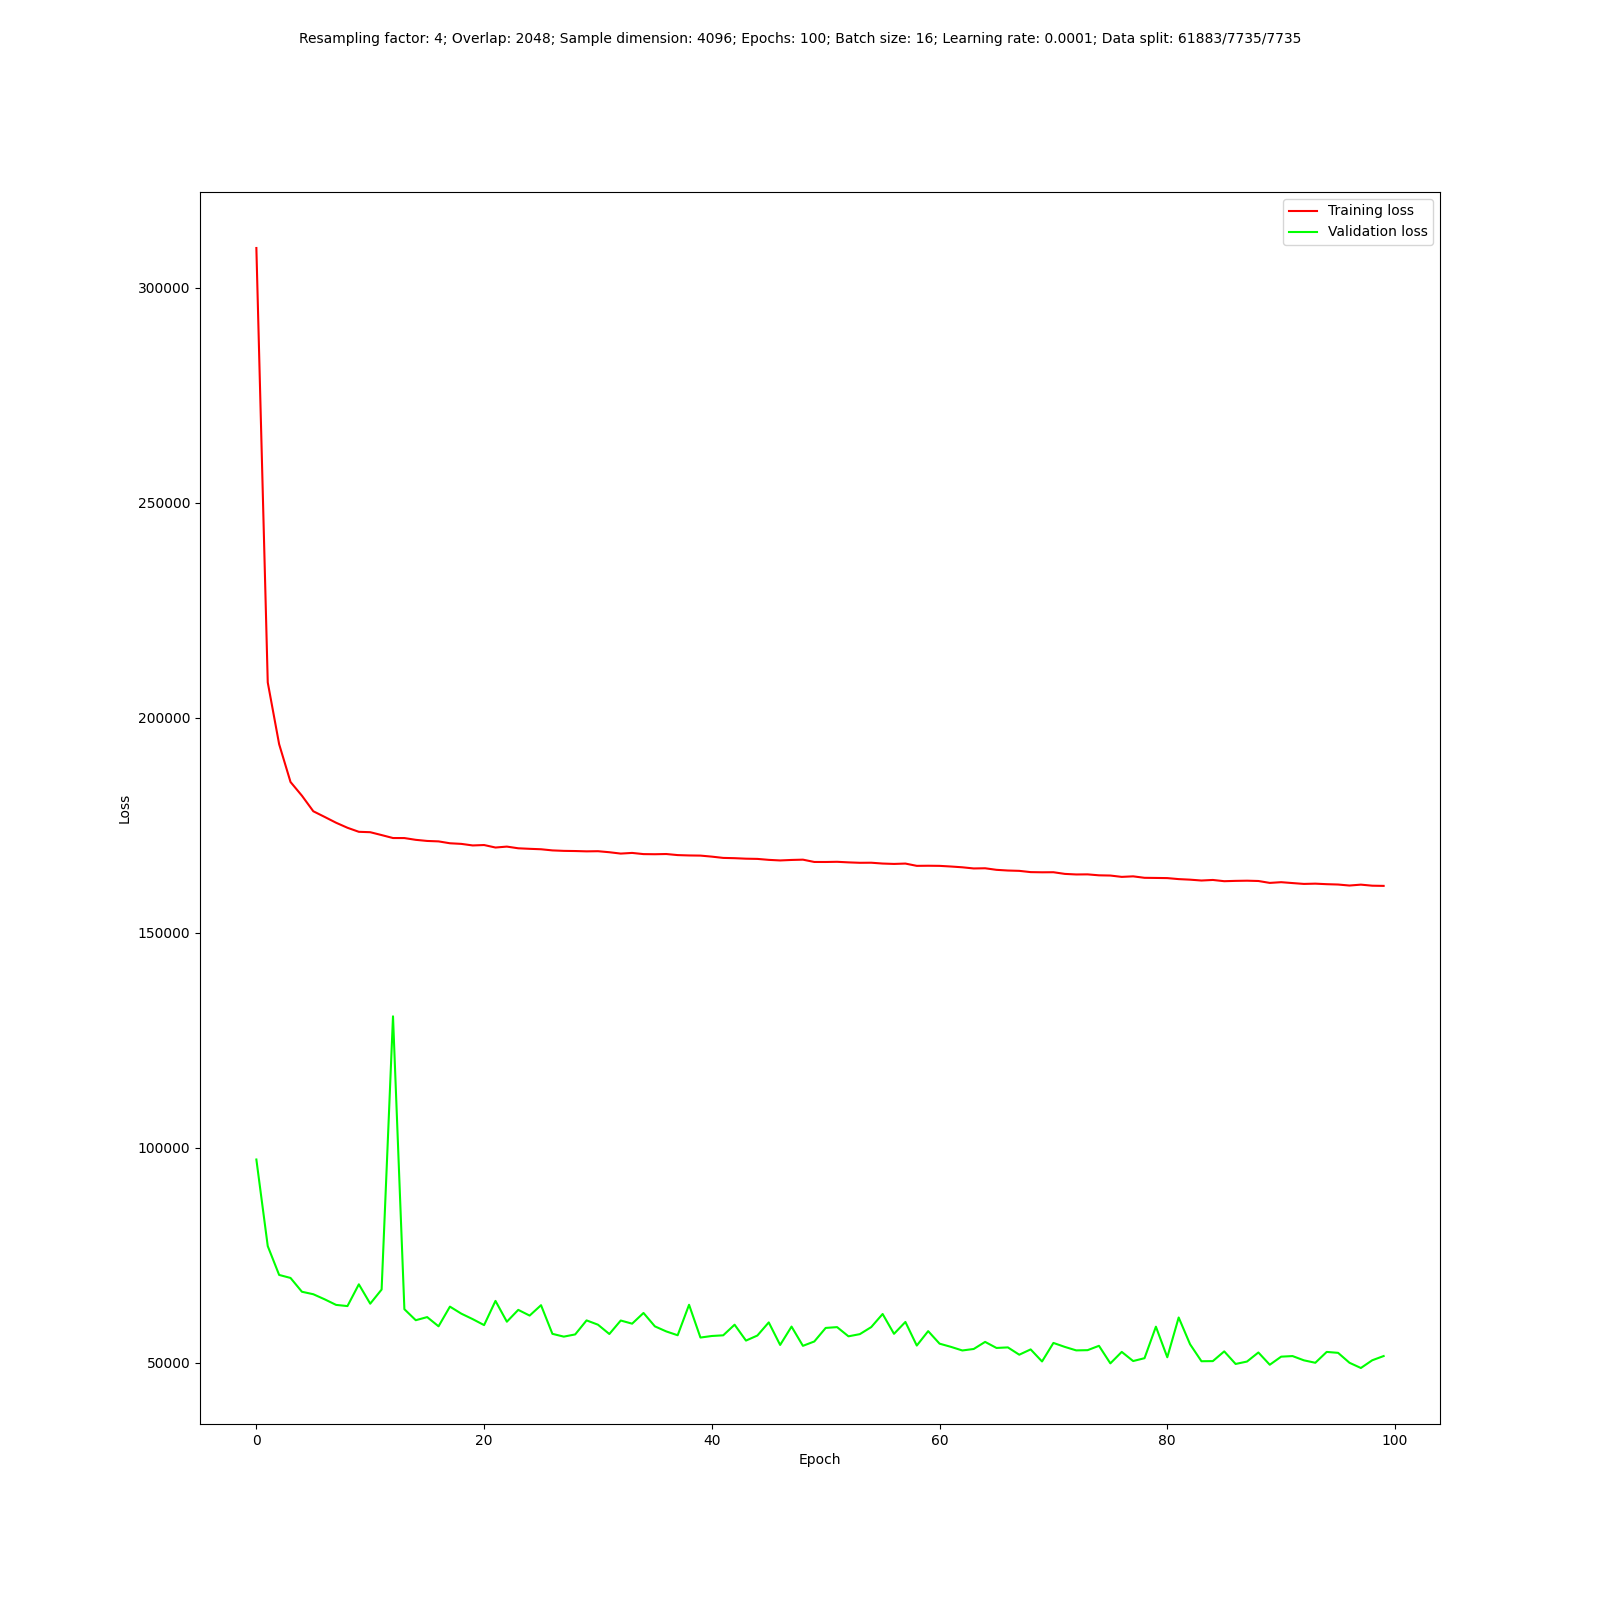 Resampling factor: 4; Overlap: 2048; Sample dimension: 4096; Epochs: 100; Batch size: 16; Learning rate: 0.0001; Data split: 61883/7735/7735
Training loss
Validation loss
300000
250000
200000
150000
100000
50000
Loss
0 20 40 60 80 100
Epoch